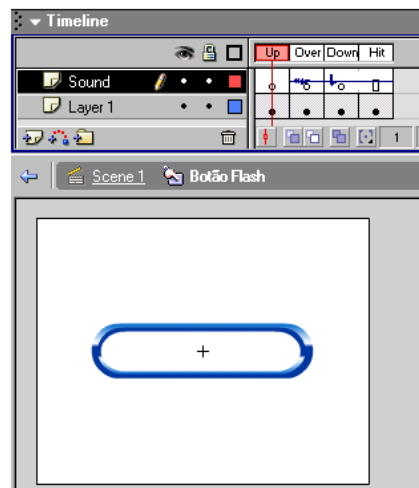 Timeline
Up Over Down Hit
Sound
Layer 1
1
Scene 1 Botão Flash